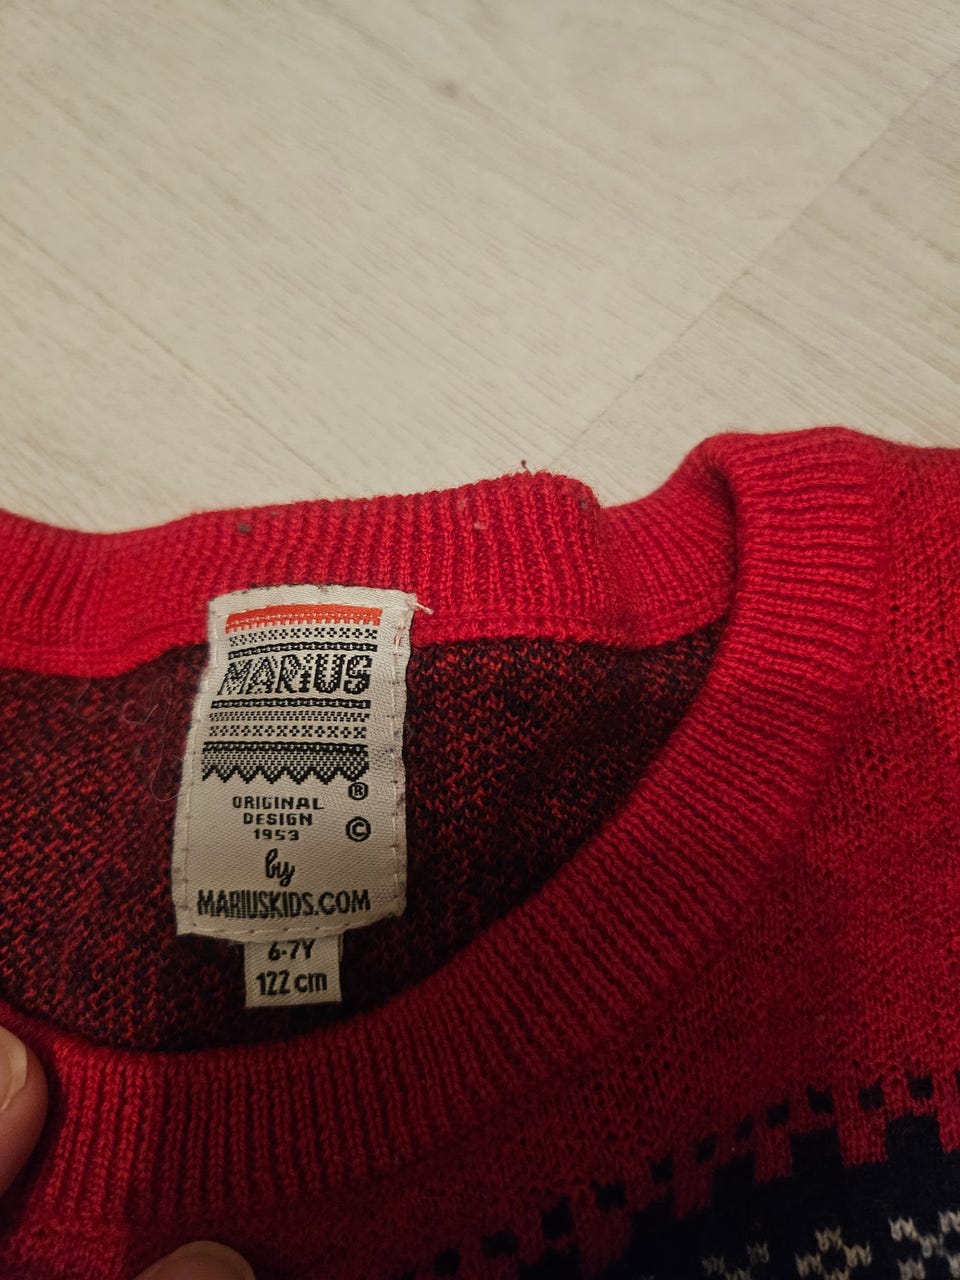 MARIUS
®
ORIGINAL
DESIGN
1953
©
by
MARIUSKIDS.COM
6-7Y
122 cm